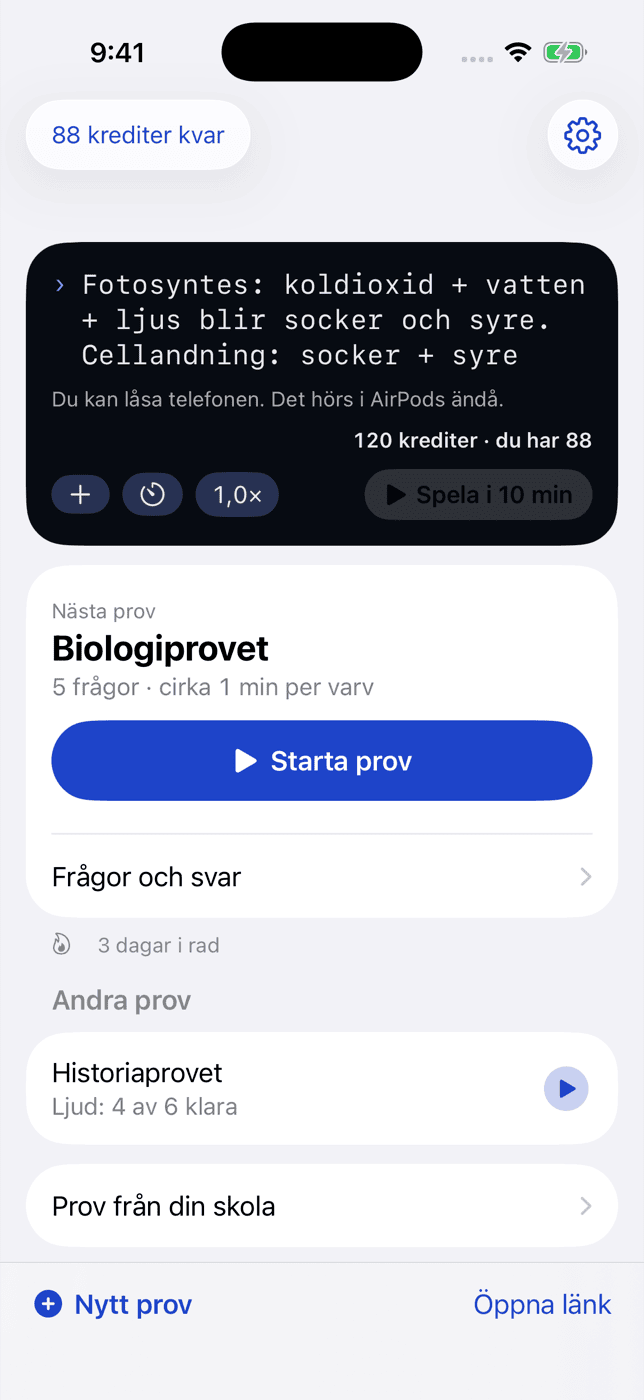 9:41
88 krediter kvar
› Fotosyntes: koldioxid + vatten
+ ljus blir socker och syre.
Cellandning: socker + syre
Du kan låsa telefonen. Det hörs i AirPods ändå.
120 krediter · du har 88
1,0×
Spela i 10 min
Nästa prov
Biologiprovet
5 frågor · cirka 1 min per varv
Starta prov
Frågor och svar
3 dagar i rad
Andra prov
Historiaprovet
Ljud: 4 av 6 klara
Prov från din skola
Nytt prov
Öppna länk